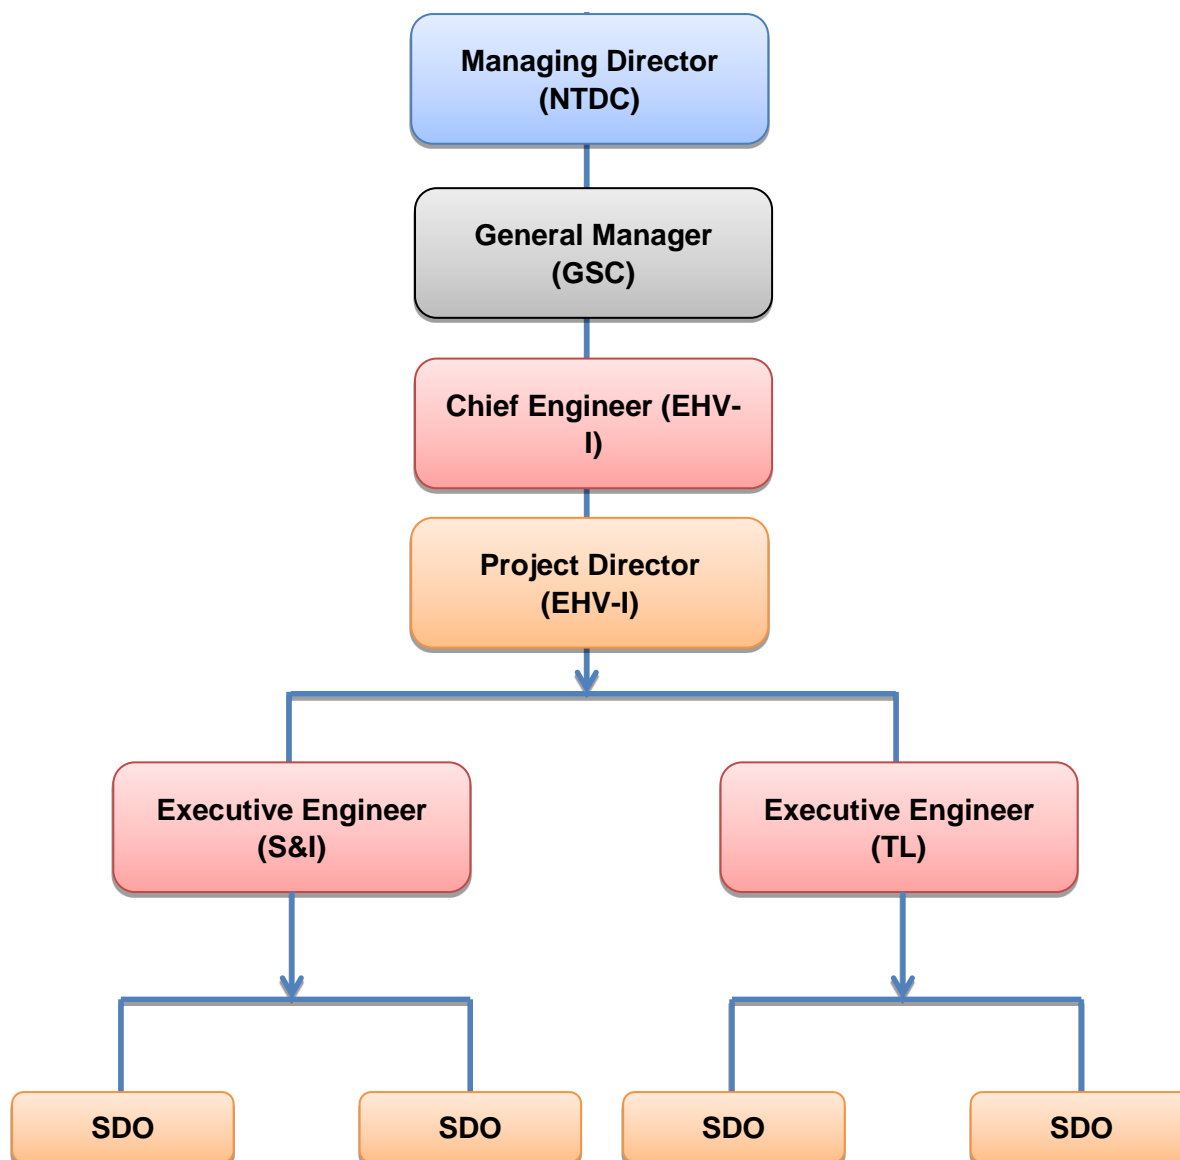 Managing Director
(NTDC)
General Manager
(GSC)
Chief Engineer (EHV-
I)
Project Director
(EHV-I)
Executive Engineer
(S&I)
Executive Engineer
(TL)
SDO
SDO
SDO
SDO